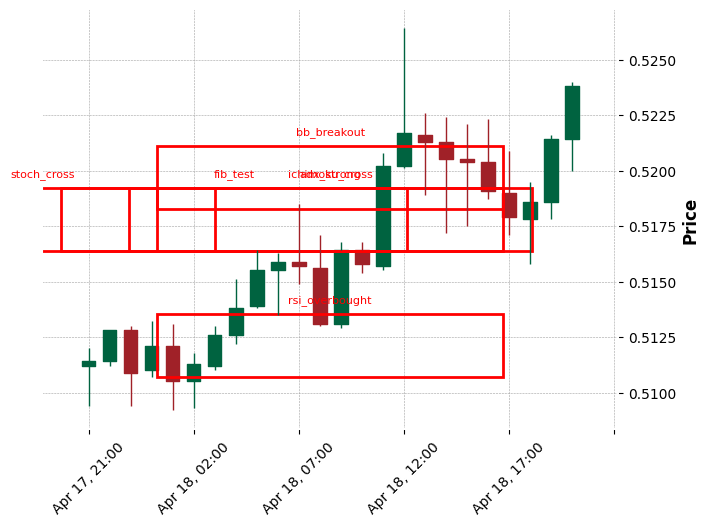 bb_breakout
stoch_cross
fib_test
rsi_overbought
0.5250
0.5225
0.5200
0.5175
0.5150
0.5125
0.5100
Price
Apr 17, 21:00
Apr 18, 02:00
Apr 18, 07:00
Apr 18, 12:00
Apr 18, 17:00